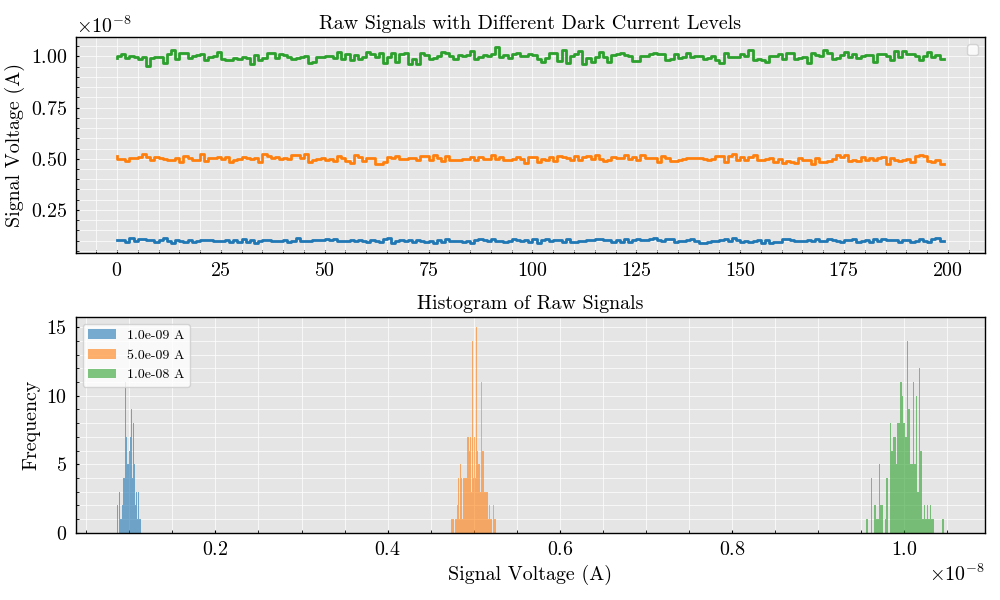 ×10⁻⁸
Raw Signals with Different Dark Current Levels
Signal Voltage (A)
1.00
0.75
0.50
0.25
0 25 50 75 100 125 150 175 200
Histogram of Raw Signals
1.0e-09 A
5.0e-09 A
1.0e-08 A
Frequency
15
10
5
0
0.2 0.4 0.6 0.8 1.0
Signal Voltage (A)
×10⁻⁸